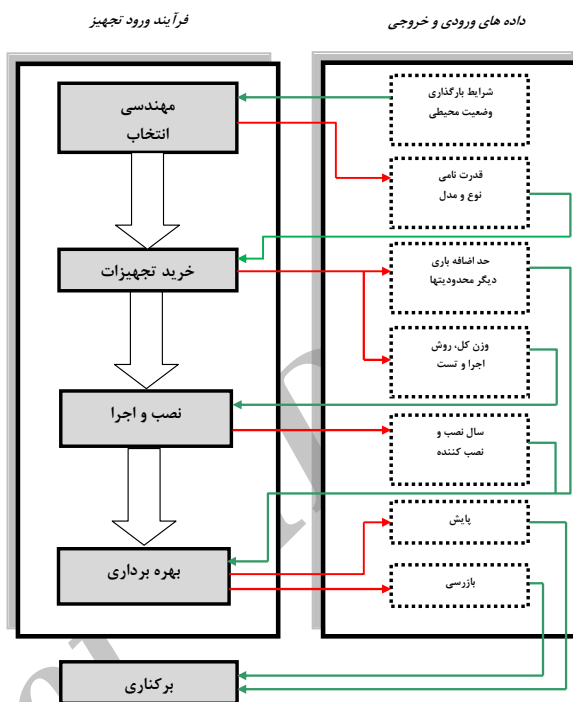 فرآیند ورود تجهیز
داده های ورودی و خروجی
مهندسی
انتخاب
شرایط بارگذاری
وضعیت محیطی
قدرت نامی
نوع و مدل
خرید تجهیزات
حد اضافه باری
دیگر محدودیتها
وزن کل، روش
اجرا و تست
نصب و اجرا
سال نصب و
نصب کننده
پایش
بهره برداری
بازرسی
برکناری